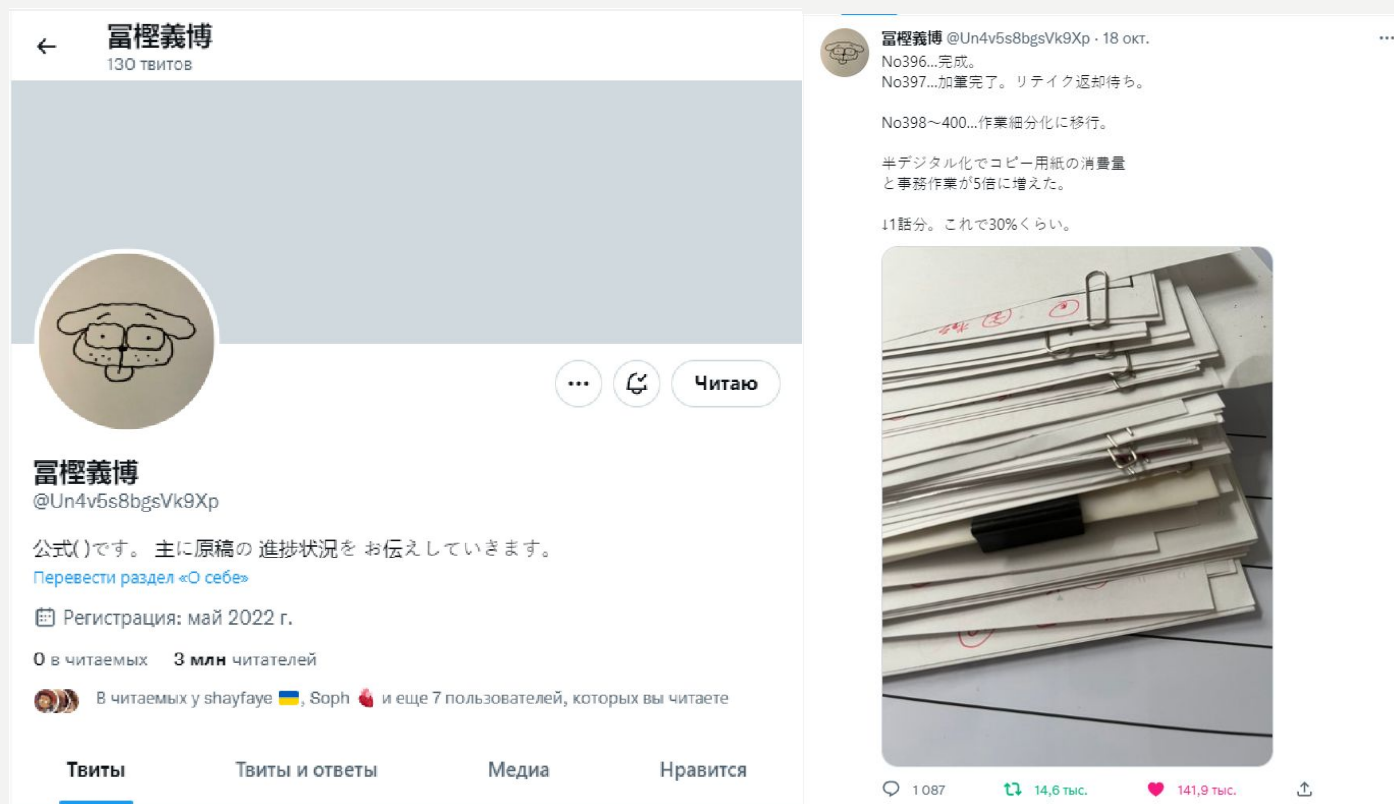 冨樫義博
130 твитов
冨樫義博
@Un4v5s8bgsVk9Xp
公式( )です。 主に原稿の 進捗状況を お伝えしていきます。
Перевести раздел «О себе»
Регистрация: май 2022 г.
0 в читаемых 3 млн читателей
В читаемых у shayfaye 🇺🇦, Soph 🫀 и еще 7 пользователей, которых вы читаете
Читаю
Твиты Твиты и ответы Медиа Нравится
冨樫義博 @Un4v5s8bgsVk9Xp · 18 окт.
No396...完成。
No397...加筆完了。リテイク返却待ち。
No398～400...作業細分化に移行。
半デジタル化でコピー用紙の消費量
と事務作業が5倍に増えた。
↓1話分。これで30%くらい。
1 087 14,6 тыс. 141,9 тыс.